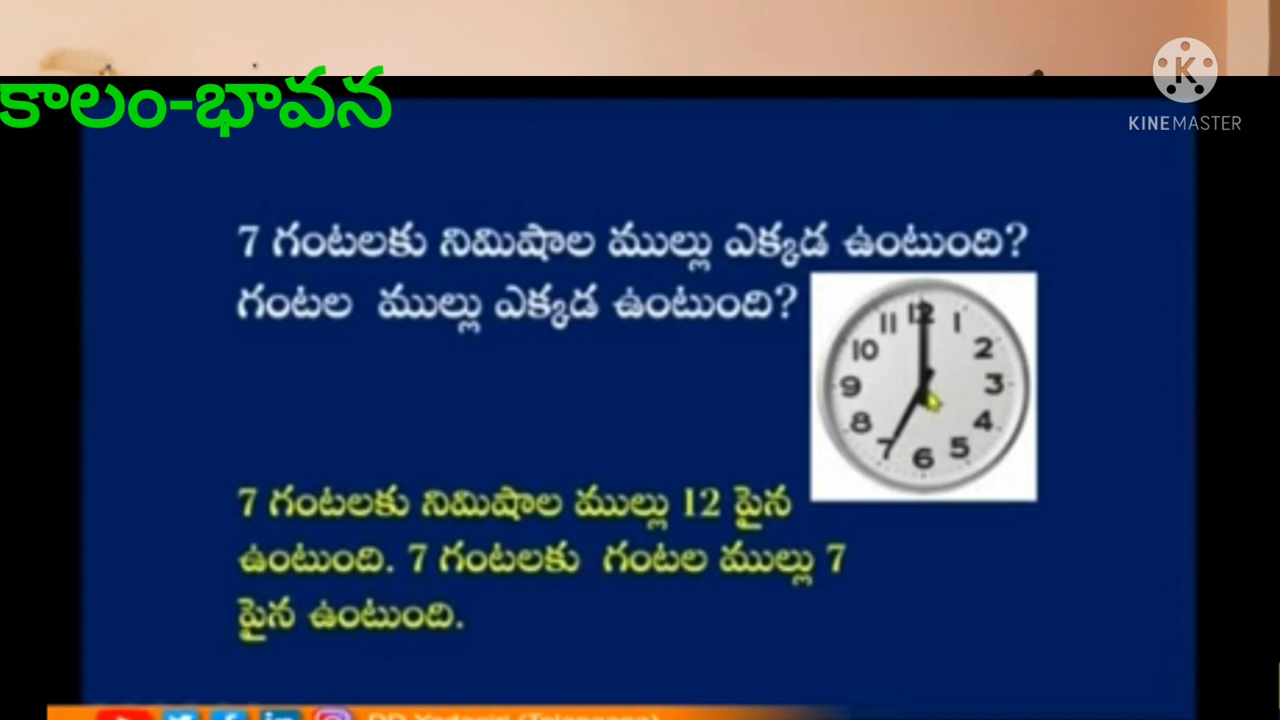 కాలం-భావన
KINEMASTER
7 గంటలకు నిమిషాల ముల్లు ఎక్కడ ఉంటుంది?
గంటల ముల్లు ఎక్కడ ఉంటుంది?
11 12 1
10 2
9 3
8 4
7 6 5
7 గంటలకు నిమిషాల ముల్లు 12 పైన
ఉంటుంది. 7 గంటలకు గంటల ముల్లు 7
పైన ఉంటుంది.